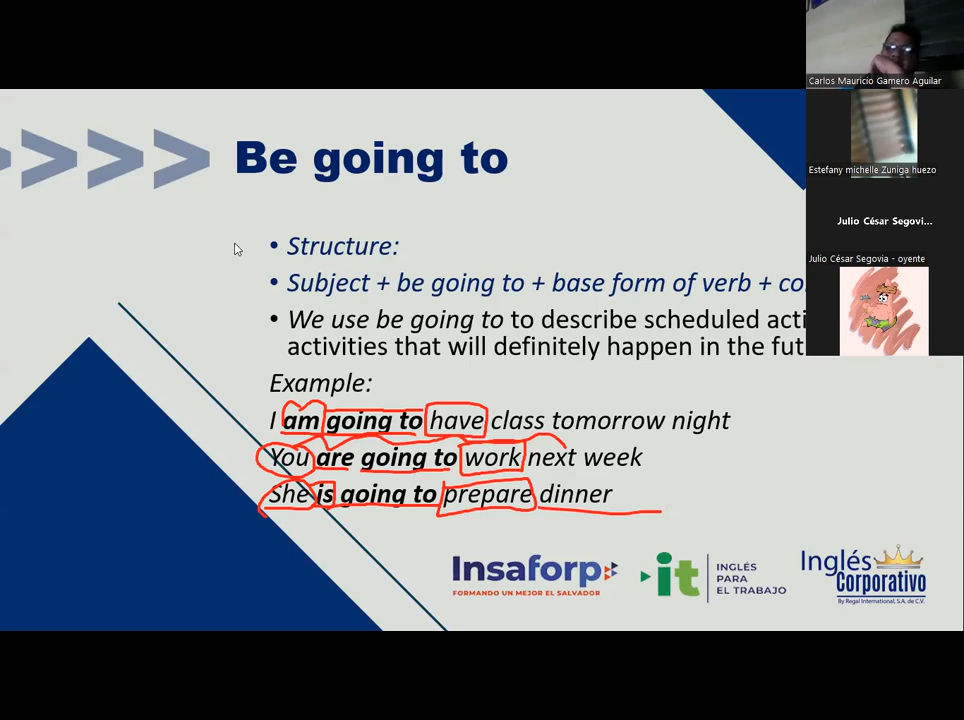 Carlos Mauricio Gamero Aguilar
Be going to
Estefany michelle Zuniga huezo
Julio César Segovi...
• Structure:
Julio César Segovia - oyente
• Subject + be going to + base form of verb + co
• We use be going to to describe scheduled acti
activities that will definitely happen in the fut
Example:
I am going to have class tomorrow night
You are going to work next week
She is going to prepare dinner
Insaforp
FORMANDO UN MEJOR EL SALVADOR
it
INGLÉS
PARA
EL TRABAJO
Inglés
Corporativo
By Regal International, S.A. de C.V.